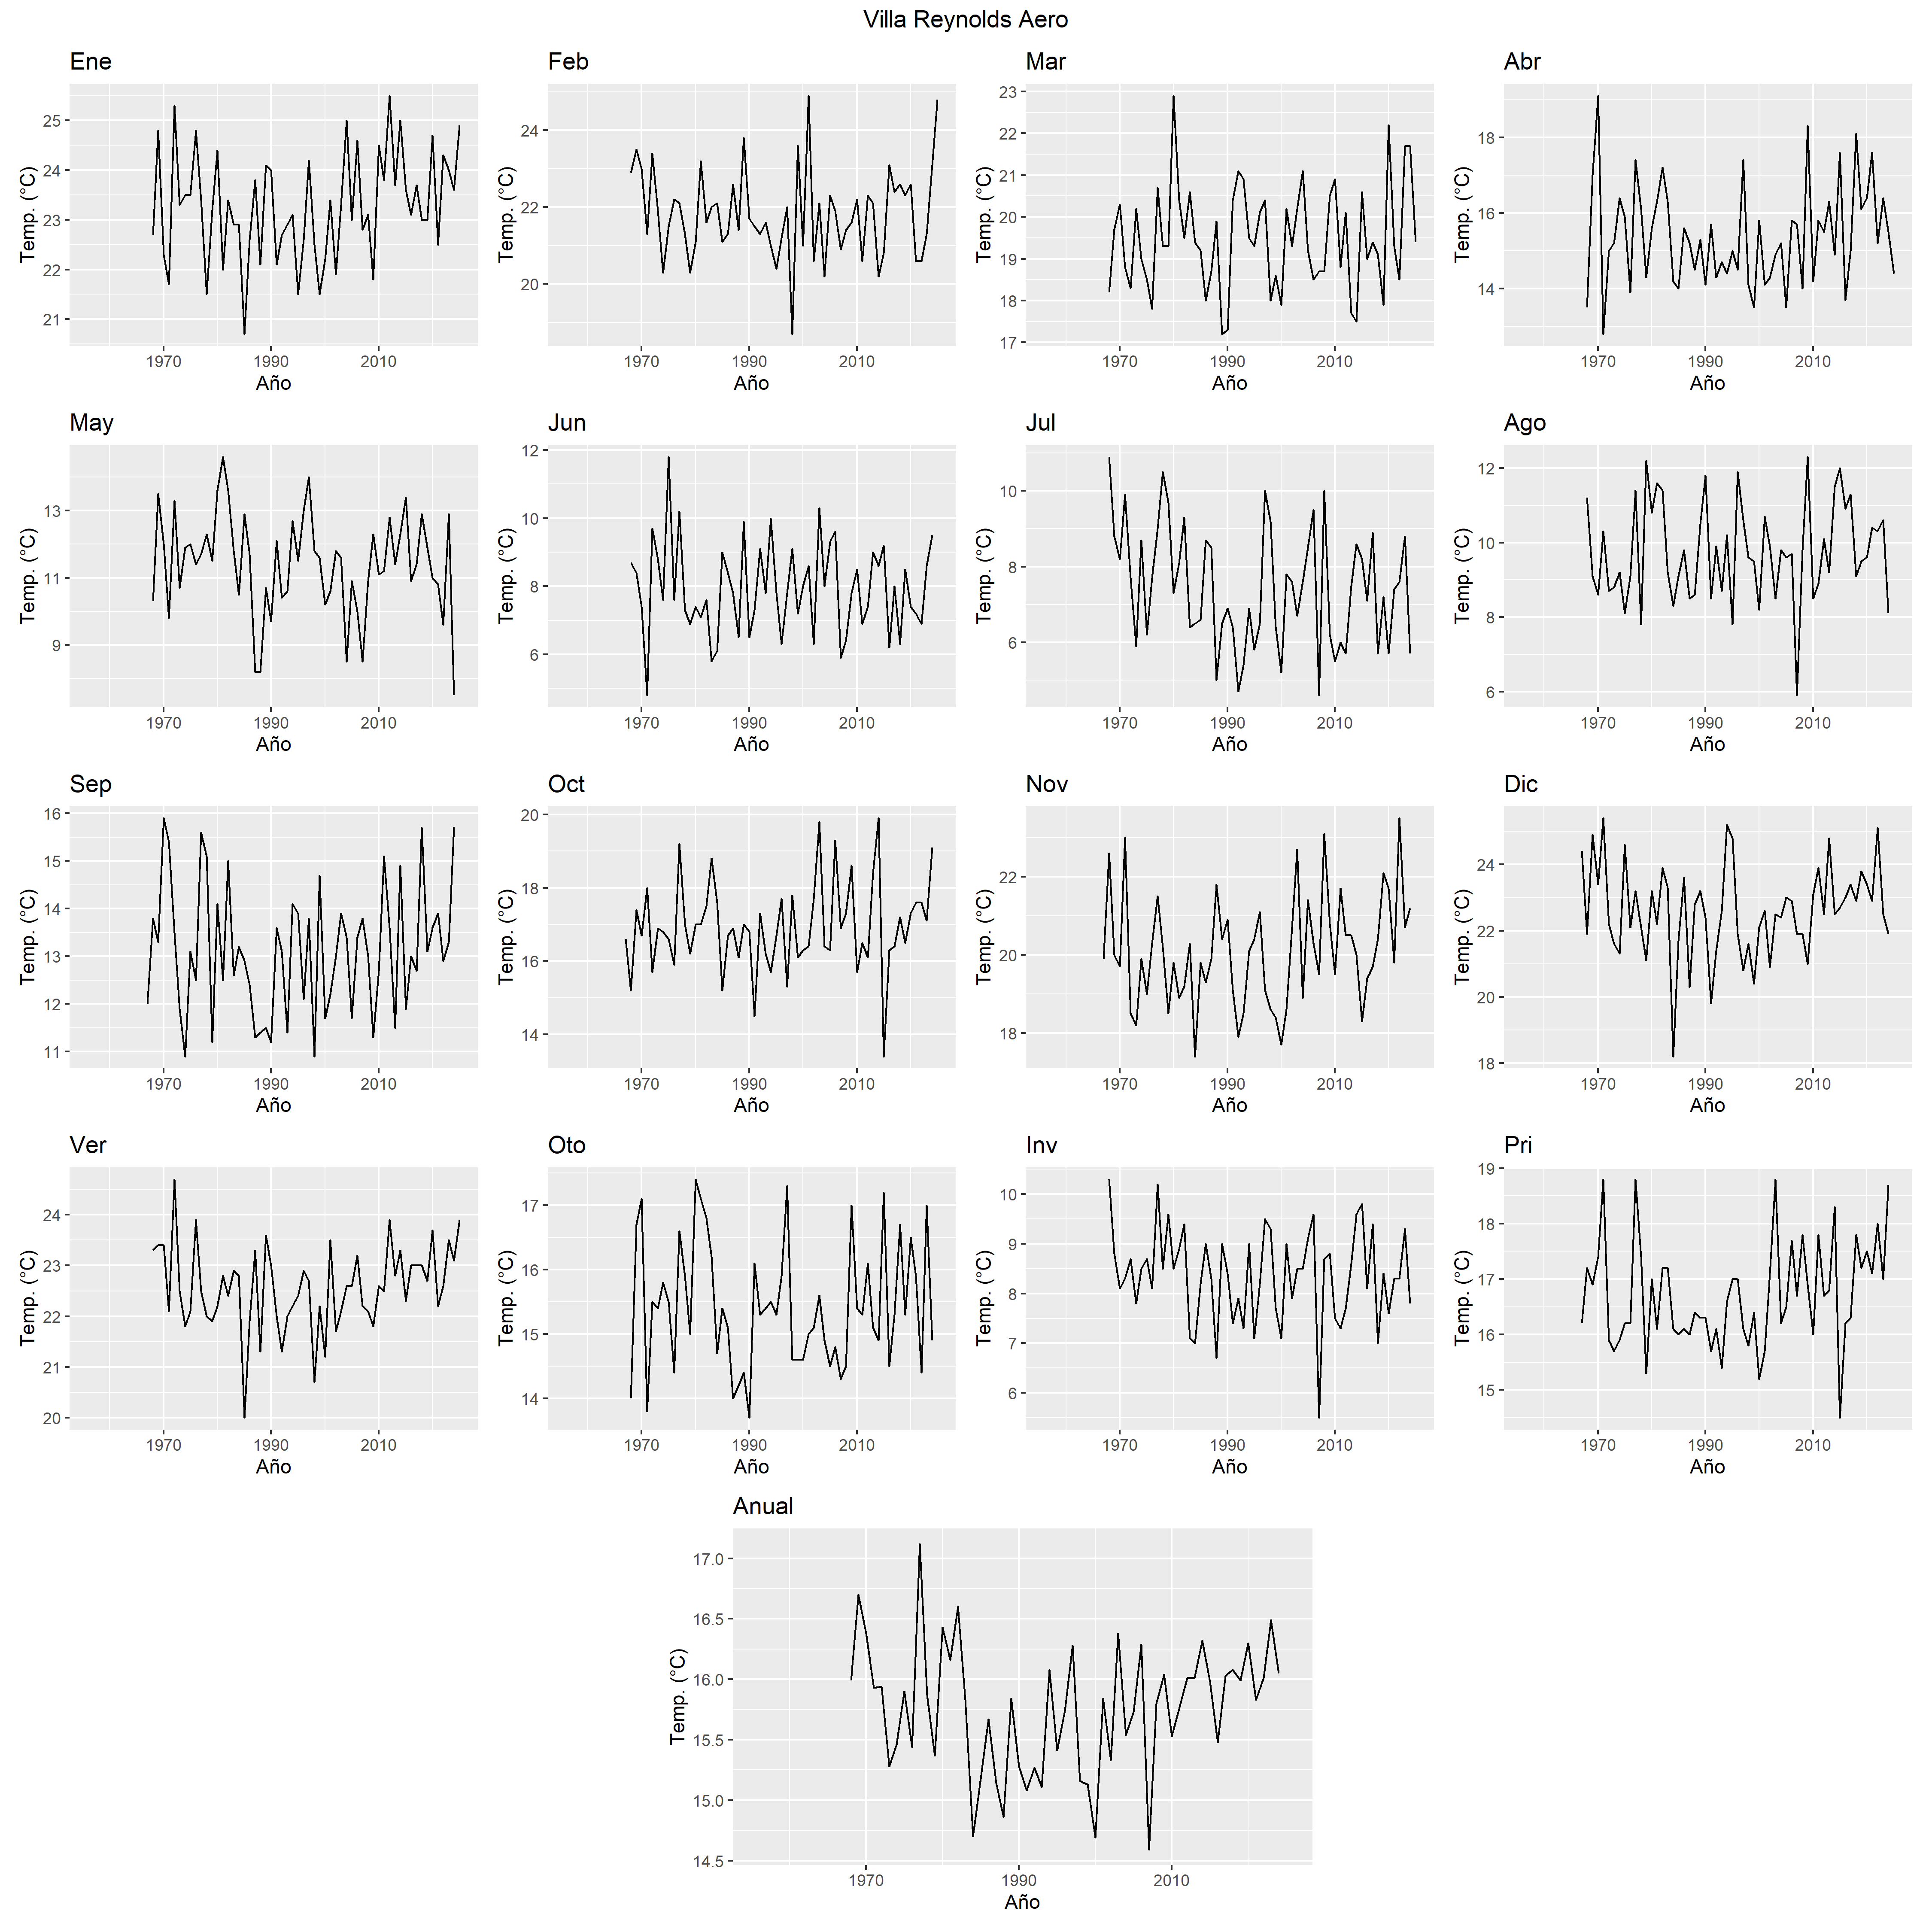 Villa Reynolds Aero
Ene Feb Mar Abr
25
24
23
22
21
Temp. (°C)
1970 1990 2010
Año
24
22
20
Temp. (°C)
1970 1990 2010
Año
23
22
21
20
19
18
17
Temp. (°C)
1970 1990 2010
Año
18
16
14
Temp. (°C)
1970 1990 2010
Año
May Jun Jul Ago
13
11
9
Temp. (°C)
1970 1990 2010
Año
12
10
8
6
Temp. (°C)
1970 1990 2010
Año
10
8
6
Temp. (°C)
1970 1990 2010
Año
12
10
8
6
Temp. (°C)
1970 1990 2010
Año
Sep Oct Nov Dic
16
15
14
13
12
11
Temp. (°C)
1970 1990 2010
Año
20
18
16
14
Temp. (°C)
1970 1990 2010
Año
22
20
18
Temp. (°C)
1970 1990 2010
Año
24
22
20
18
Temp. (°C)
1970 1990 2010
Año
Ver Oto Inv Pri
24
23
22
21
20
Temp. (°C)
1970 1990 2010
Año
17
16
15
14
Temp. (°C)
1970 1990 2010
Año
10
9
8
7
6
Temp. (°C)
1970 1990 2010
Año
19
18
17
16
15
Temp. (°C)
1970 1990 2010
Año
Anual
17.0
16.5
16.0
15.5
15.0
14.5
Temp. (°C)
1970 1990 2010
Año